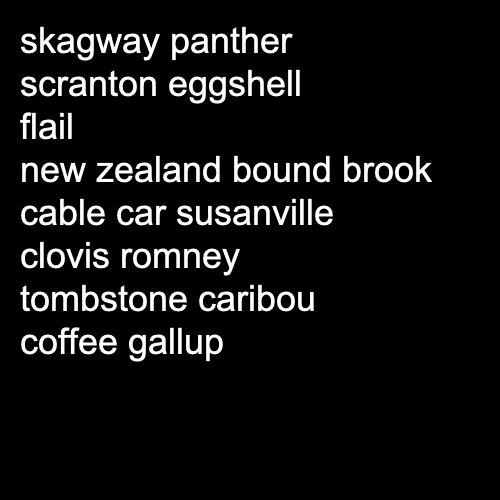 skagway panther
scranton eggshell
flail
new zealand bound brook
cable car susanville
clovis romney
tombstone caribou
coffee gallup